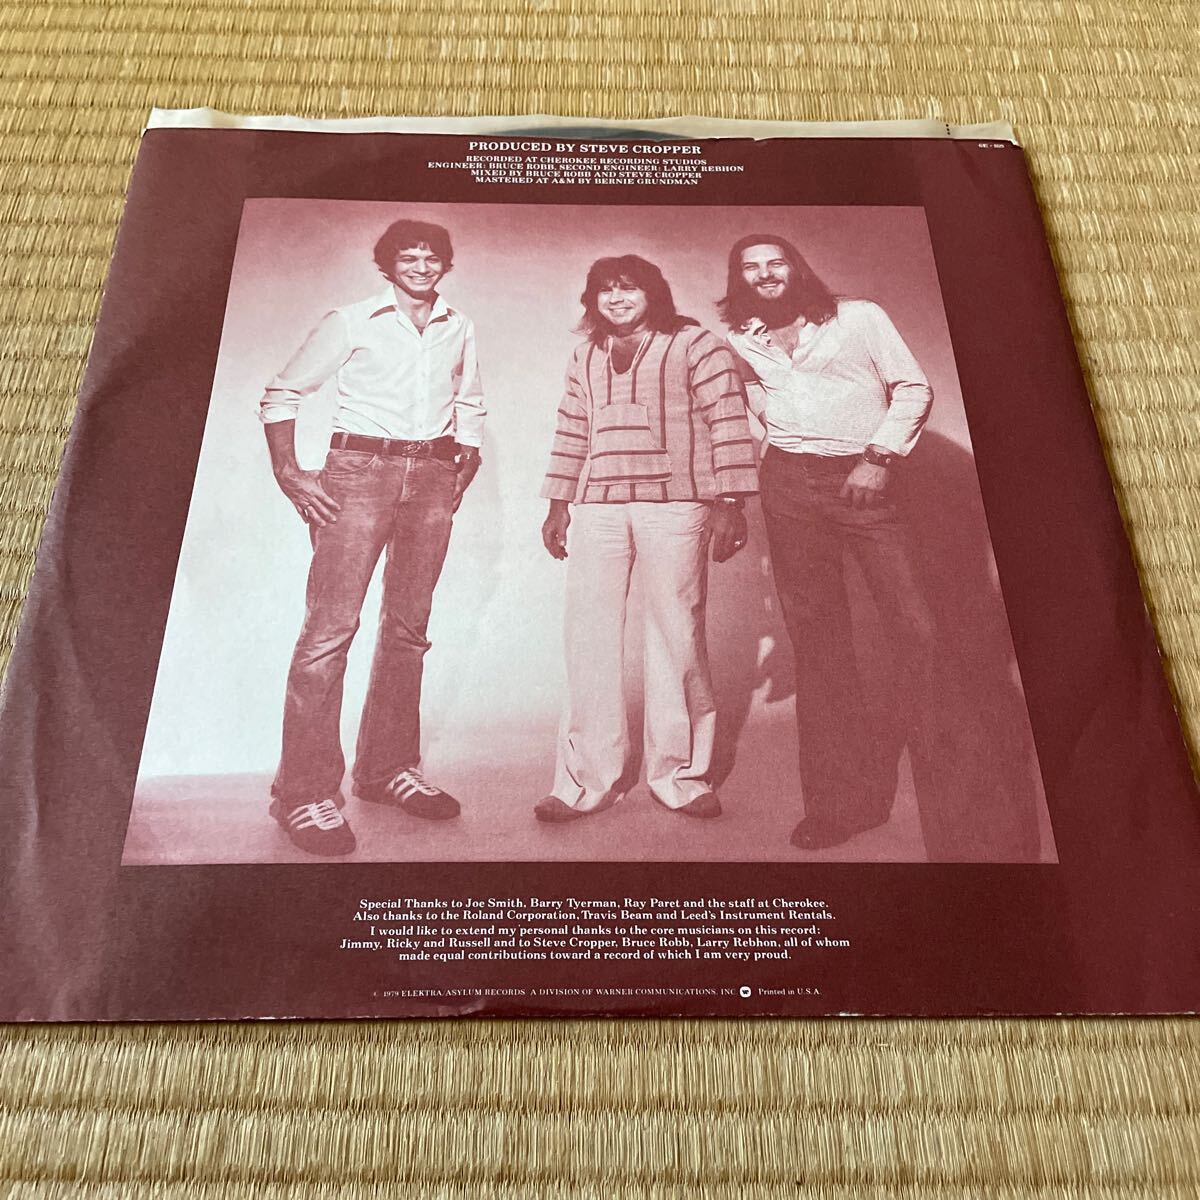 PRODUCED BY STEVE CROPPER
RECORDED AT CHEROKEE RECORDING STUDIOS
ENGINEER: BRUCE ROBB, SECOND ENGINEER: LARRY REBHON
MIXED BY BRUCE ROBB AND STEVE CROPPER
MASTERED AT A&M BY BERNIE GRUNDMAN
Special Thanks to Joe Smith, Barry Tyerman, Ray Paret and the staff at Cherokee.
Also thanks to the Roland Corporation, Travis Beam and Leed's Instrument Rentals.
I would like to extend my personal thanks to the core musicians on this record:
Jimmy, Ricky and Russell and to Steve Cropper, Bruce Robb, Larry Rebhon, all of whom
made equal contributions toward a record of which I am very proud.
© 1979 ELEKTRA/ASYLUM RECORDS A DIVISION OF WARNER COMMUNICATIONS, INC Printed in U.S.A.